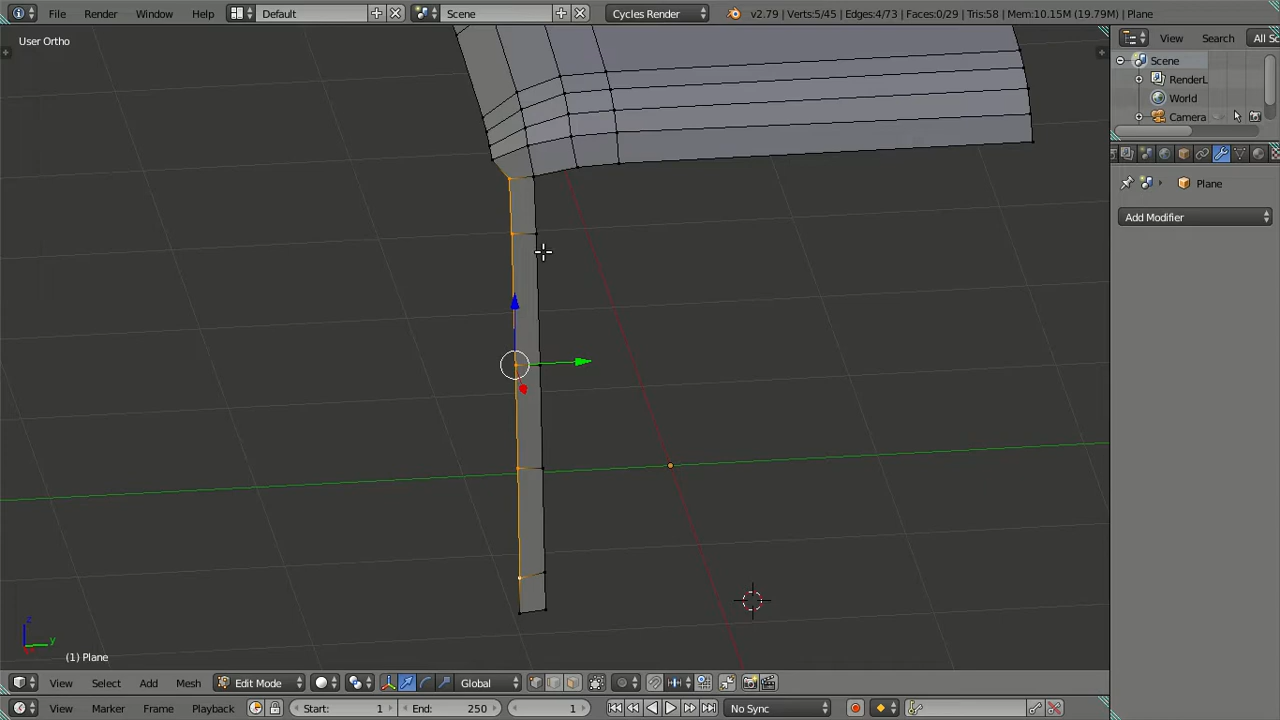 File Render Window Help Default Scene Cycles Render v2.79 | Verts:5/45 | Edges:4/73 | Faces:0/29 | Tris:58 | Mem:10.15M (19.79M) | Plane
User Ortho
View Search All Sc
Scene
RenderL
World
Camera
Plane
Add Modifier
z
y
(1) Plane
View Select Add Mesh Edit Mode Global
View Marker Frame Playback Start: 1 End: 250 1 No Sync